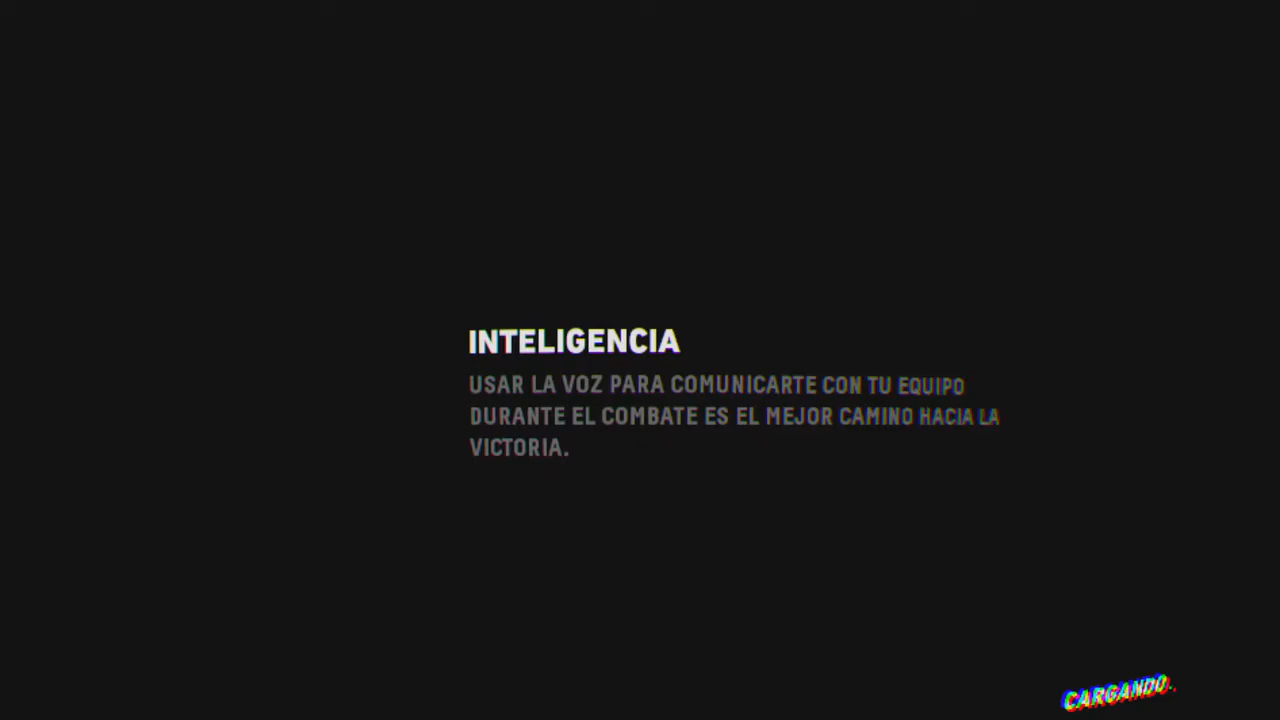 INTELIGENCIA
USAR LA VOZ PARA COMUNICARTE CON TU EQUIPO
DURANTE EL COMBATE ES EL MEJOR CAMINO HACIA LA
VICTORIA.
CARGANDO..